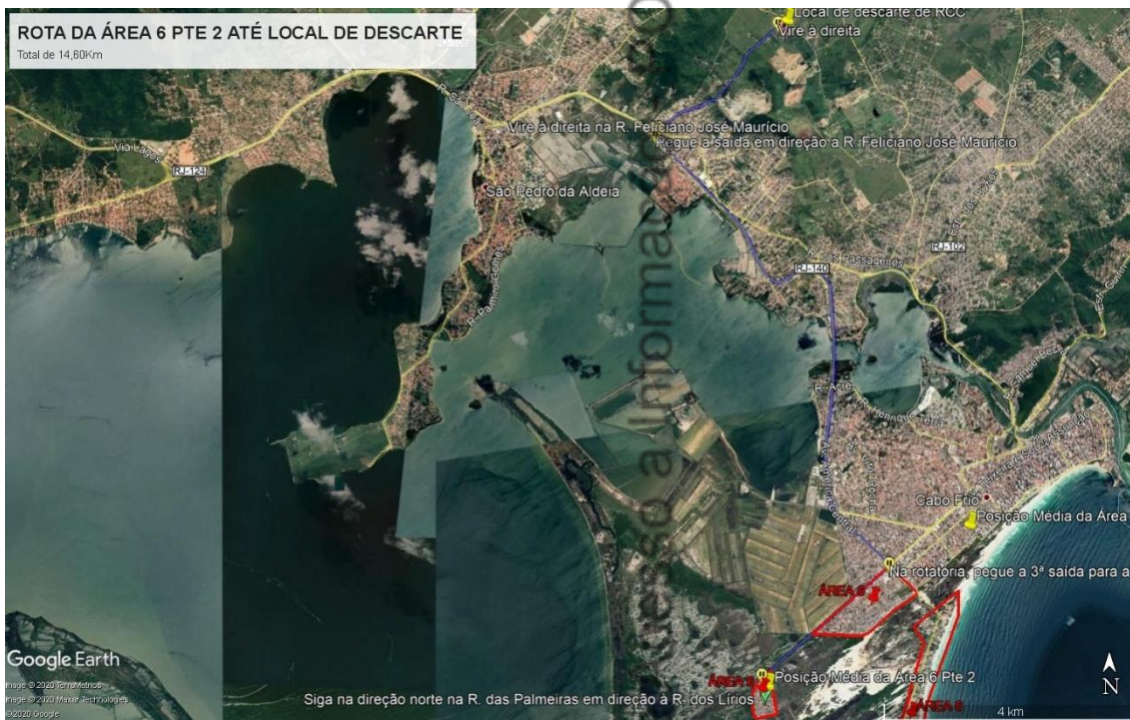 ROTA DA ÁREA 6 PTE 2 ATÉ LOCAL DE DESCARTE
Total de 14,60Km
Local de descarte de RCC
Vire à direita
Vire à direita na R. Feliciano José Maurício
Pegue a saída em direção a R. Feliciano José Maurício
Via Lagos
RJ-124
São Pedro da Aldeia
RJ-102
RJ-140
esso a Informa
Cabo Frio
Posição Média da Área
Na rotatória, pegue a 3ª saída para a
ÁREA 6
Posição Média da Área 6 Pte 2
ÁREA 6
Siga na direção norte na R. das Palmeiras em direção à R. dos Lírios
ÁREA 6
Google Earth
Image © 2020 TerraMetrics
Image © 2020 Maxar Technologies
© 2020 Google
4 km
N